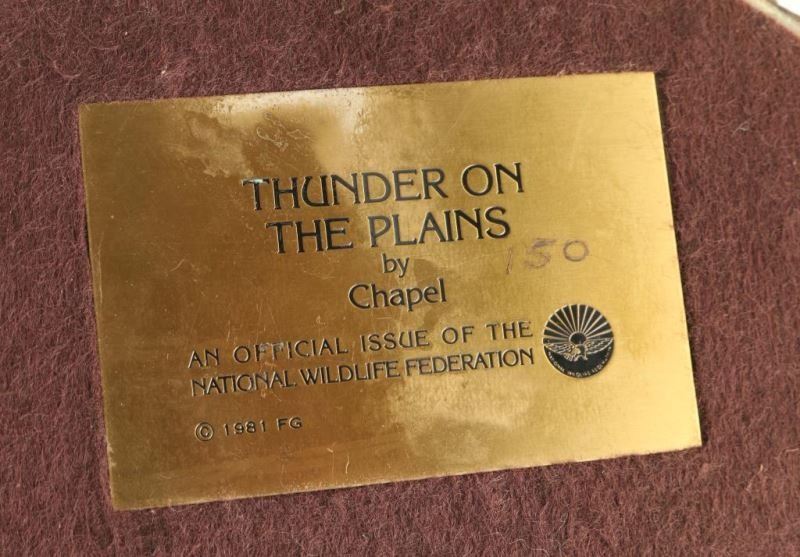 THUNDER ON
THE PLAINS
by
Chapel
150
AN OFFICIAL ISSUE OF THE
NATIONAL WILDLIFE FEDERATION
© 1981 FG